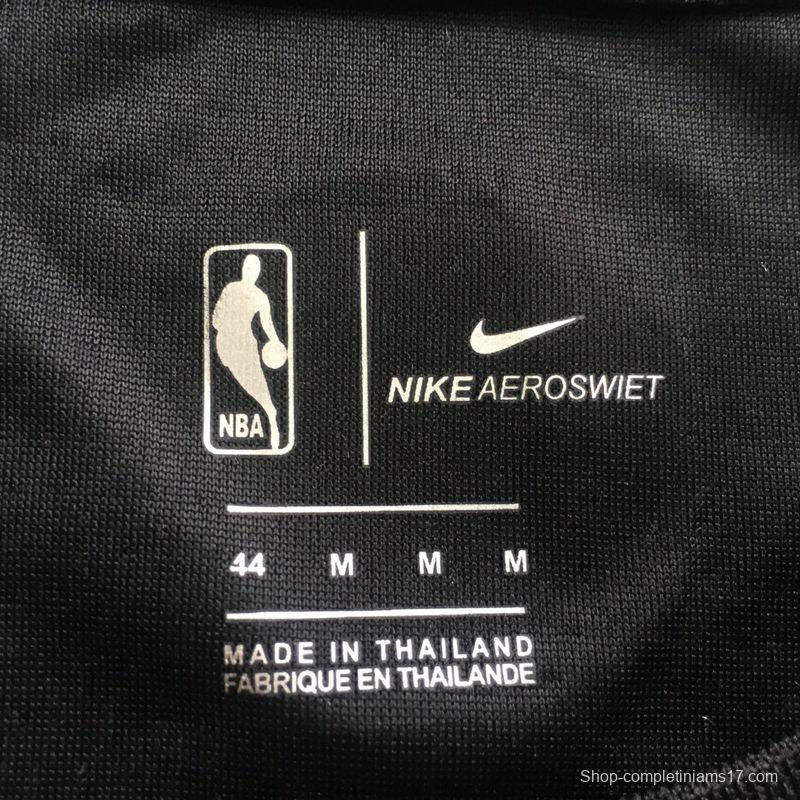 NBA
NIKE AEROSWIET
44 M M M
MADE IN THAILAND
FABRIQUE EN THAILANDE
Shop-completiniams17.com